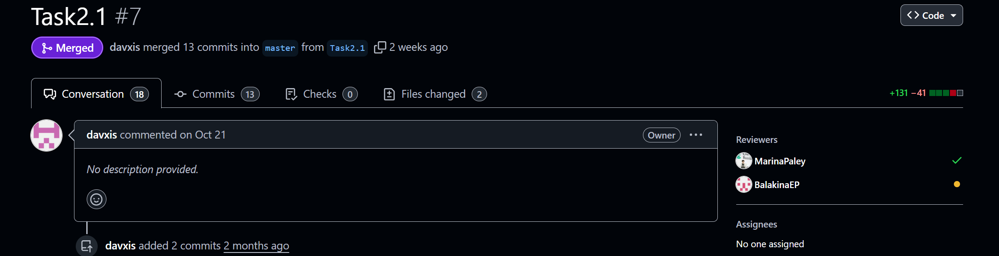 Task2.1 #7
Code
Merged davxis merged 13 commits into master from Task2.1 2 weeks ago
Conversation 18 Commits 13 Checks 0 Files changed 2
+131 −41
davxis commented on Oct 21 Owner
No description provided.
davxis added 2 commits 2 months ago
Reviewers
MarinaPaley
BalakinaEP
Assignees
No one assigned